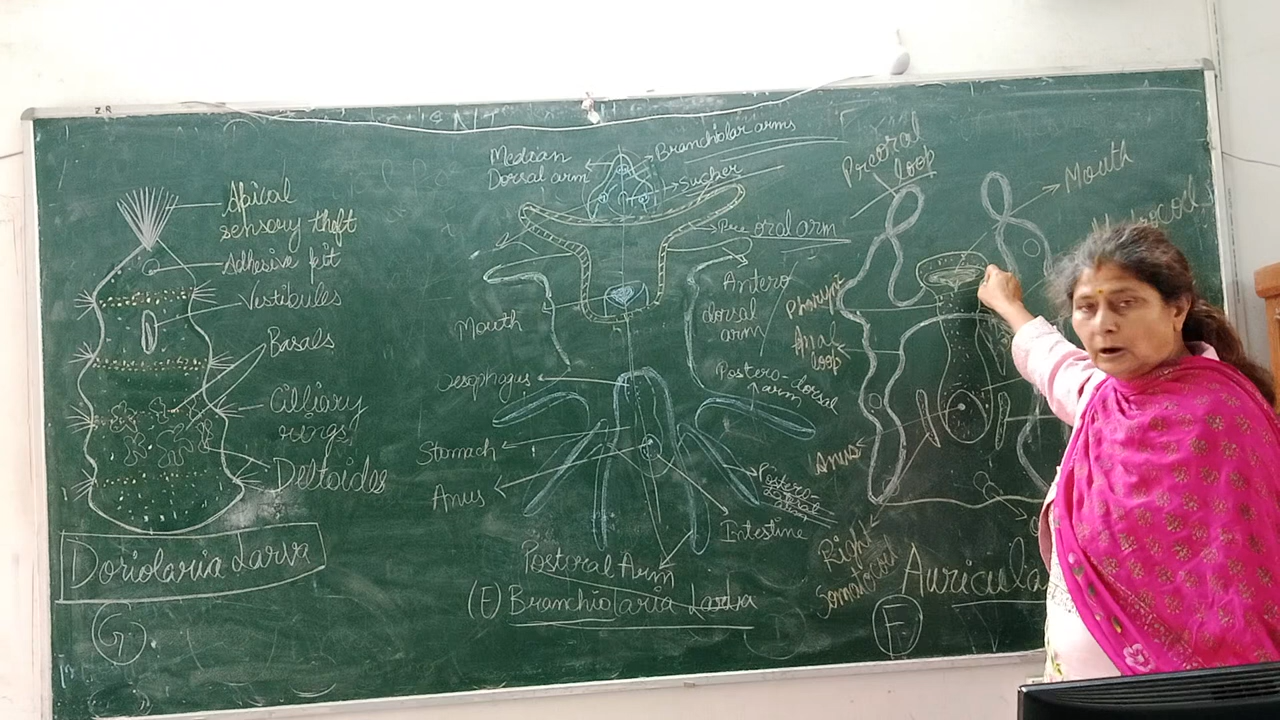 Z.R
Apical
sensory theft
Adhesive pit
Vestibules
Basals
Cilliary
rings
Deltoides
Doriolaria Larva
G
Median
Dorsal arm
Branchiolar arms
Sucker
Pre oral arm
Antero
dorsal
arm
Mouth
Oesophagus
Postero-dorsal
arm
Stomach
Anus
Postero-
lateral
arm
Intestine
Postoral Arm
(E) Branchiolaria Larva
Preoral
loop
Mouth
Hydrocoel
Anal
loop
Anus
Right
Somatocoel
Auricula
F